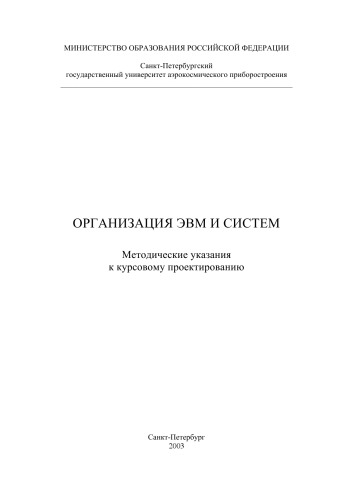 МИНИСТЕРСТВО ОБРАЗОВАНИЯ РОССИЙСКОЙ ФЕДЕРАЦИИ
Санкт-Петербургский
государственный университет аэрокосмического приборостроения
ОРГАНИЗАЦИЯ ЭВМ И СИСТЕМ
Методические указания
к курсовому проектированию
Санкт-Петербург
2003